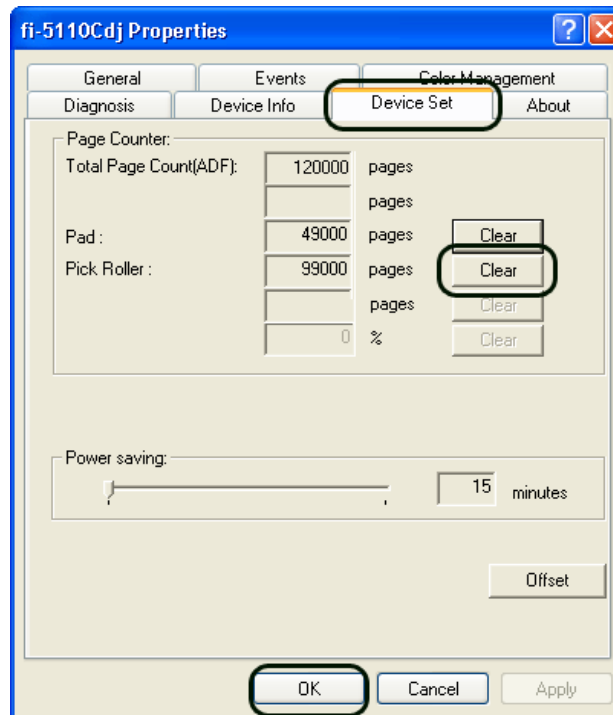 fi-5110Cdj Properties
General Events Color Management
Diagnosis Device Info Device Set About
Page Counter:
Total Page Count(ADF): 120000 pages
pages
Pad : 49000 pages Clear
Pick Roller : 99000 pages Clear
pages Clear
0 % Clear
Power saving:
15 minutes
Offset
OK Cancel Apply